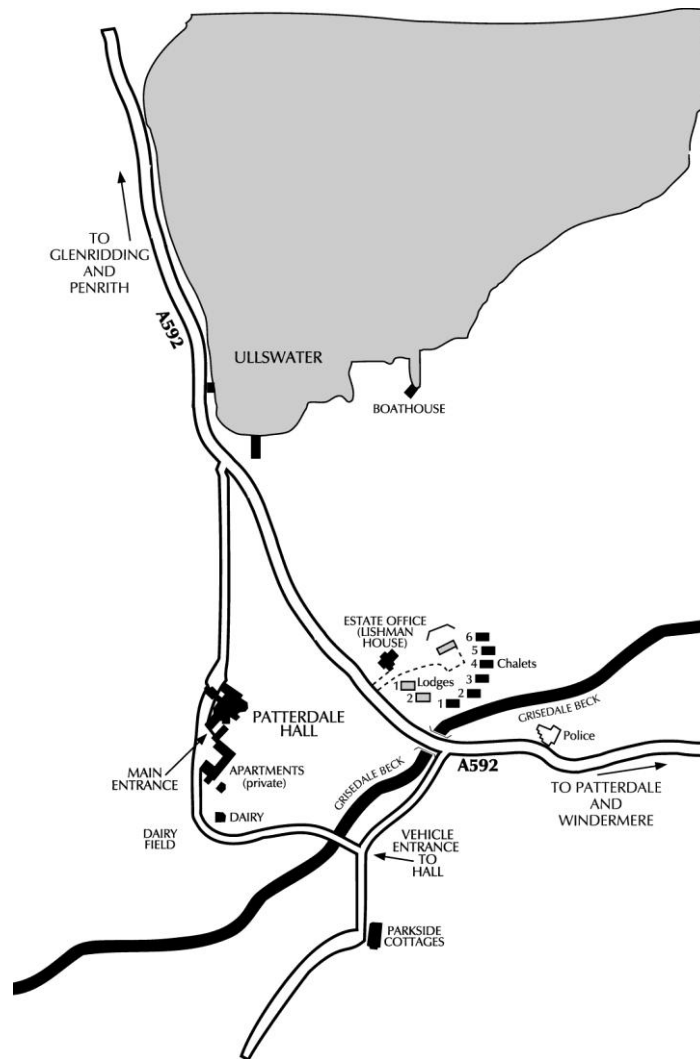 TO
GLENRIDDING
AND
PENRITH
A592
ULLSWATER
BOATHOUSE
ESTATE OFFICE
(LISHMAN
HOUSE)
6
5
4 Chalets
3
2
1
1 Lodges
2
GRISEDALE BECK
Police
PATTERDALE
HALL
MAIN
ENTRANCE
APARTMENTS
(private)
A592
TO PATTERDALE
AND
WINDERMERE
GRISEDALE BECK
DAIRY
DAIRY
FIELD
VEHICLE
ENTRANCE
TO
HALL
PARKSIDE
COTTAGES